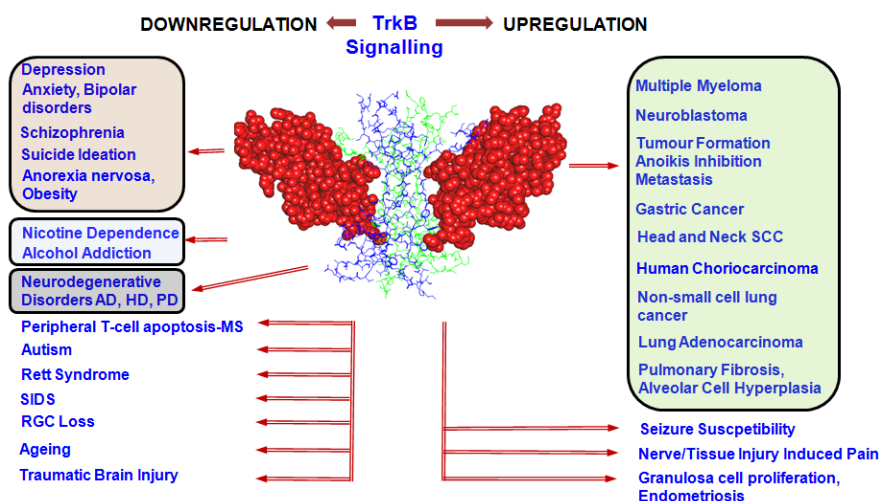 DOWNREGULATION
TrkB
Signalling
UPREGULATION
Depression
Anxiety, Bipolar
disorders
Schizophrenia
Suicide Ideation
Anorexia nervosa,
Obesity
Nicotine Dependence
Alcohol Addiction
Neurodegenerative
Disorders AD, HD, PD
Peripheral T-cell apoptosis-MS
Autism
Rett Syndrome
SIDS
RGC Loss
Ageing
Traumatic Brain Injury
Multiple Myeloma
Neuroblastoma
Tumour Formation
Anoikis Inhibition
Metastasis
Gastric Cancer
Head and Neck SCC
Human Choriocarcinoma
Non-small cell lung
cancer
Lung Adenocarcinoma
Pulmonary Fibrosis,
Alveolar Cell Hyperplasia
Seizure Suscpetibility
Nerve/Tissue Injury Induced Pain
Granulosa cell proliferation,
Endometriosis